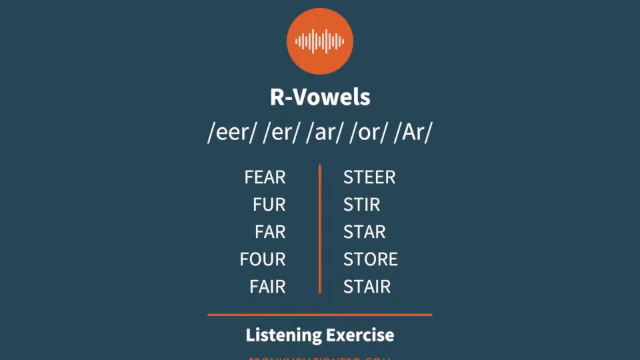 R-Vowels
/eer/ /er/ /ar/ /or/ /Ar/
FEAR STEER
FUR STIR
FAR STAR
FOUR STORE
FAIR STAIR
Listening Exercise